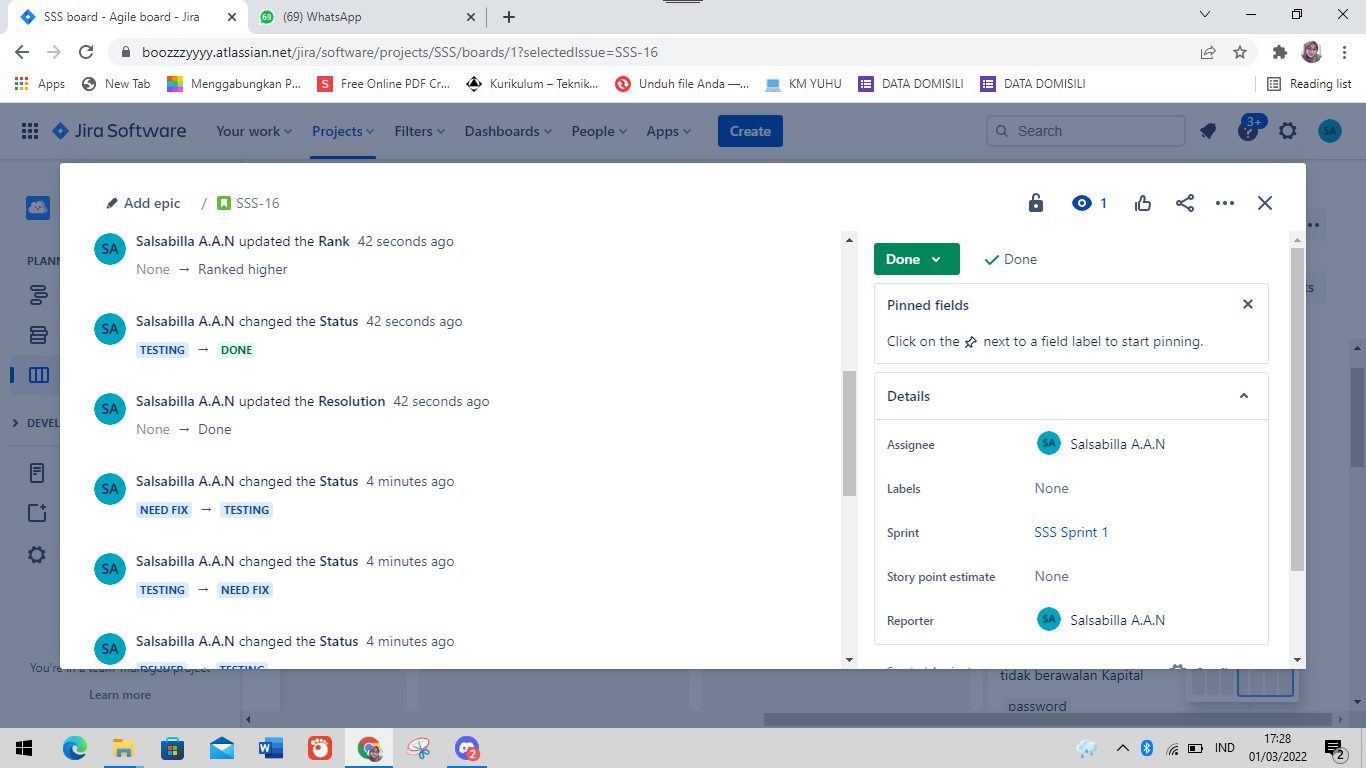 SSS board - Agile board - Jira
(69) WhatsApp
boozzzyyyy.atlassian.net/jira/software/projects/SSS/boards/1?selectedIssue=SSS-16
Apps New Tab Menggabungkan P... Free Online PDF Cr... Kurikulum – Teknik... Unduh file Anda —... KM YUHU DATA DOMISILI DATA DOMISILI Reading list
Jira Software Your work Projects Filters Dashboards People Apps Create Search 3+ SA
Add epic / SSS-16 1
SA Salsabilla A.A.N updated the Rank 42 seconds ago
None → Ranked higher
SA Salsabilla A.A.N changed the Status 42 seconds ago
TESTING → DONE
SA Salsabilla A.A.N updated the Resolution 42 seconds ago
None → Done
SA Salsabilla A.A.N changed the Status 4 minutes ago
NEED FIX → TESTING
SA Salsabilla A.A.N changed the Status 4 minutes ago
TESTING → NEED FIX
SA Salsabilla A.A.N changed the Status 4 minutes ago
DELIVER → TESTING
Done Done
Pinned fields
Click on the next to a field label to start pinning.
Details
Assignee SA Salsabilla A.A.N
Labels None
Sprint SSS Sprint 1
Story point estimate None
Reporter SA Salsabilla A.A.N
PLANN
DEVEL
You're in a team-managed project
Learn more
tidak berawalan Kapital
password
IND
17:28
01/03/2022
2
2